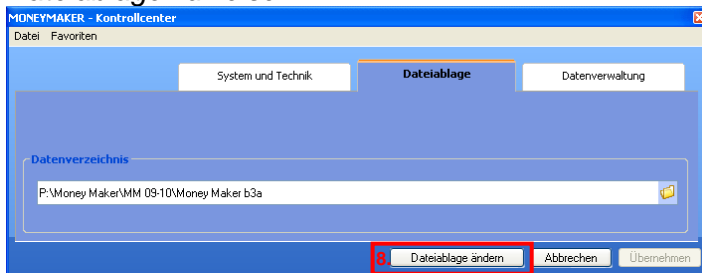 MONEYMAKER - Kontrollcenter
Datei Favoriten
System und Technik Dateiablage Datenverwaltung
Datenverzeichnis
P:\Money Maker\MM 09-10\Money Maker b3a
8. Dateiablage ändern Abbrechen Übernehmen